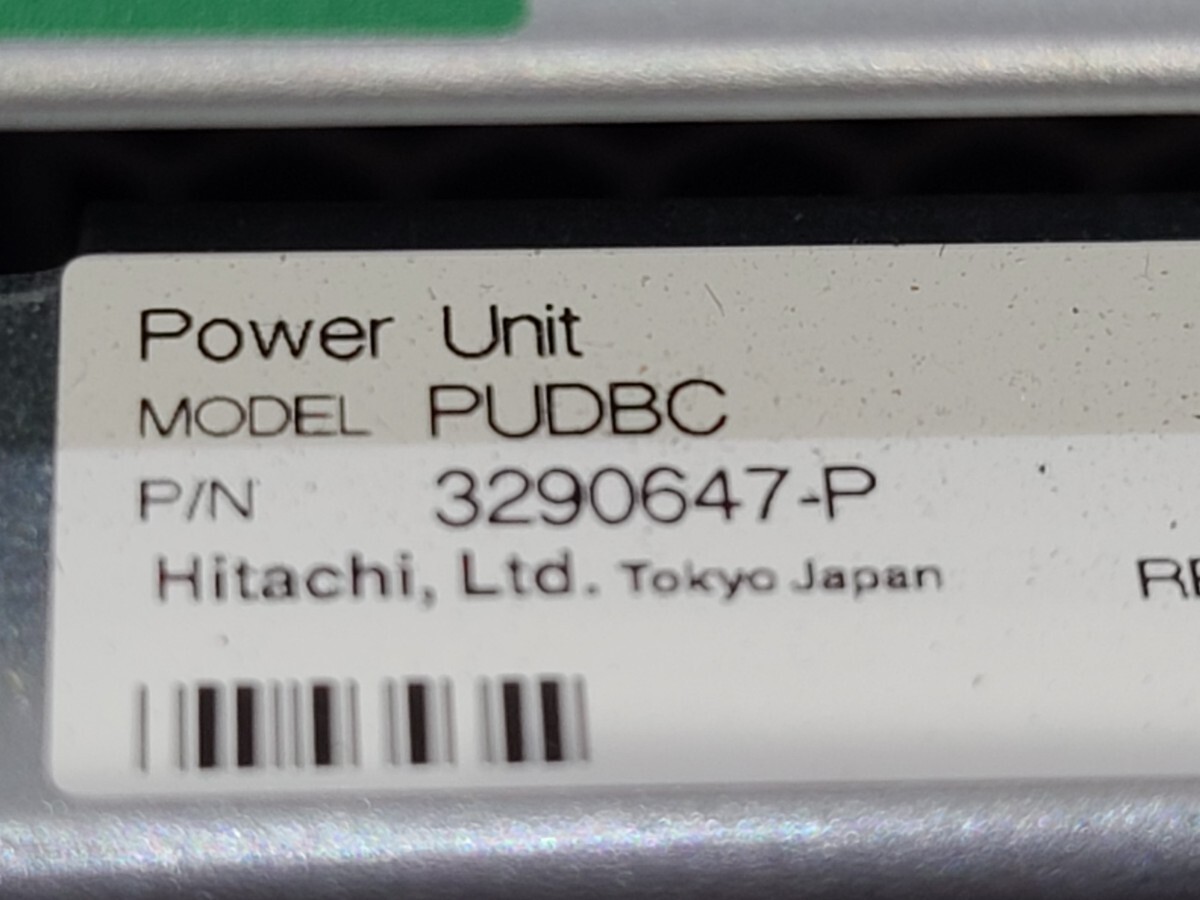 Power Unit
MODEL PUDBC
P/N 3290647-P
Hitachi, Ltd. Tokyo Japan